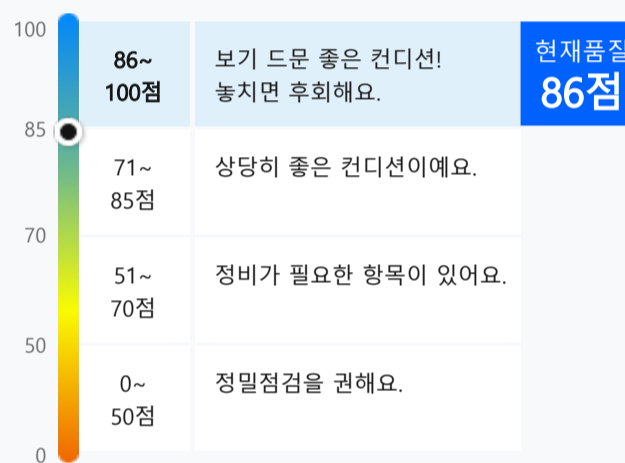 100
86~
100점
보기 드문 좋은 컨디션!
놓치면 후회해요.
현재품질
86점
85
71~
85점
상당히 좋은 컨디션이예요.
70
51~
70점
정비가 필요한 항목이 있어요.
50
0~
50점
정밀점검을 권해요.
0